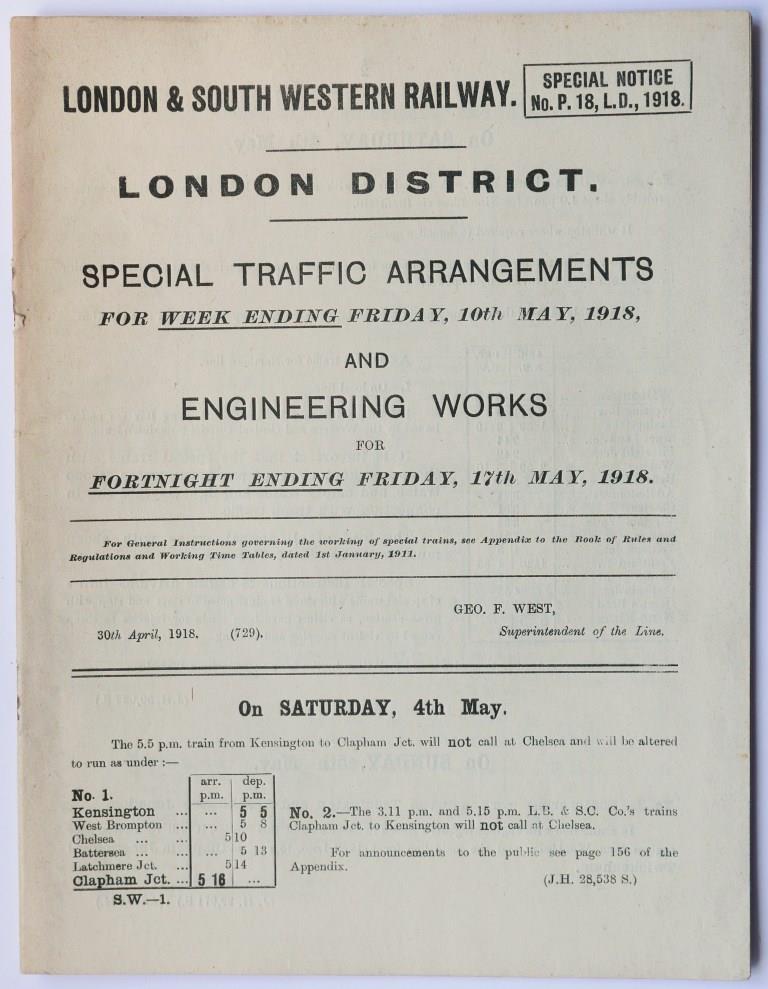 LONDON & SOUTH WESTERN RAILWAY.
SPECIAL NOTICE
No. P. 18, L.D., 1918.
LONDON DISTRICT.
SPECIAL TRAFFIC ARRANGEMENTS
FOR WEEK ENDING FRIDAY, 10th MAY, 1918,
AND
ENGINEERING WORKS
FOR
FORTNIGHT ENDING FRIDAY, 17th MAY, 1918.
For General Instructions governing the working of special trains, see Appendix to the Book of Rules and
Regulations and Working Time Tables, dated 1st January, 1911.
GEO. F. WEST,
30th April, 1918. (729). Superintendent of the Line.
On SATURDAY, 4th May.
The 5.5 p.m. train from Kensington to Clapham Jct. will not call at Chelsea and will be altered
to run as under :—
arr. dep.
No. 1. p.m. p.m.
Kensington ... ... 5 5
West Brompton ... ... 5 8
Chelsea ... ... 5 10
Battersea ... ... ... 5 13
Latchmere Jct. ... 5 14
Clapham Jct. ... 5 16 ...
S.W.—1.
No. 2.—The 3.11 p.m. and 5.15 p.m. L.B. & S.C. Co.'s trains
Clapham Jct. to Kensington will not call at Chelsea.
For announcements to the public see page 156 of the
Appendix.
(J.H. 28,538 S.)